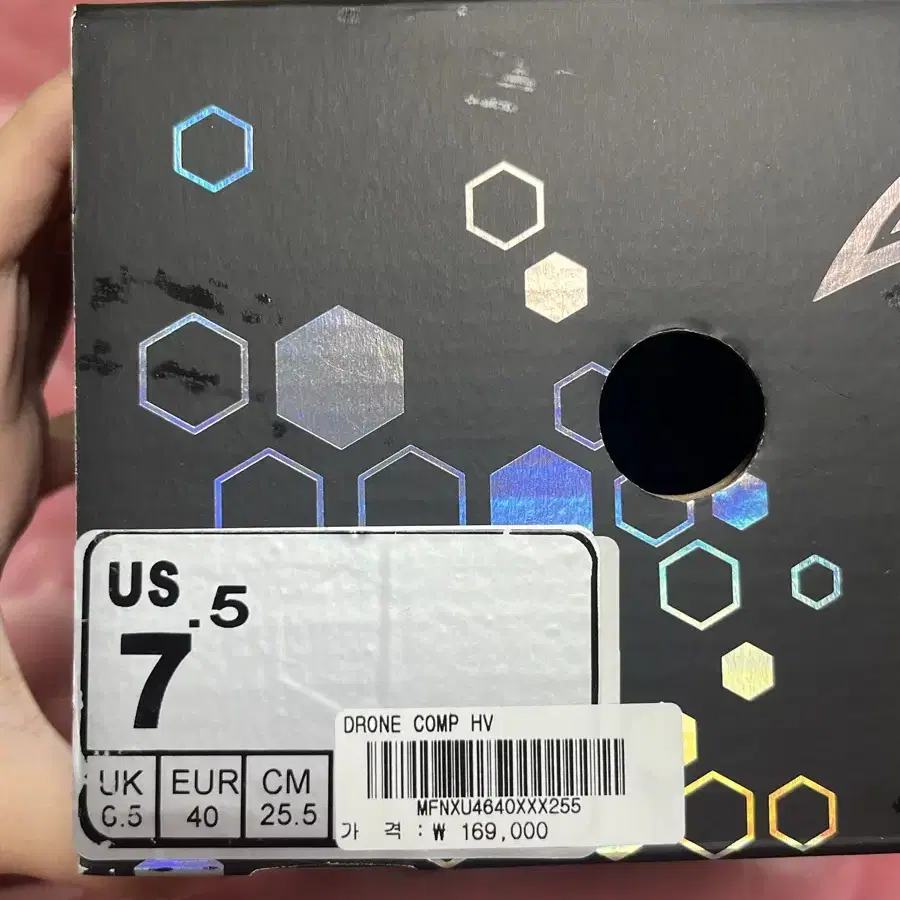 US .5
7
UK EUR CM
6.5 40 25.5
DRONE COMP HV
MFNXU4640XXX255
가 격 : ₩ 169,000